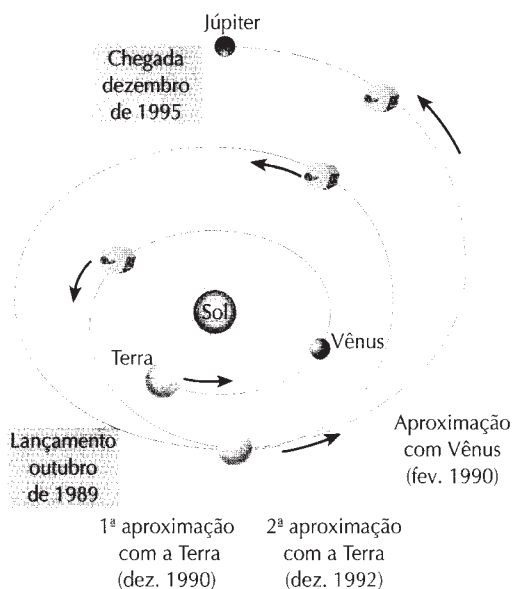 Júpiter
Chegada
dezembro
de 1995
Sol
Vênus
Terra
Lançamento
outubro
de 1989
Aproximação
com Vênus
(fev. 1990)
1ª aproximação
com a Terra
(dez. 1990)
2ª aproximação
com a Terra
(dez. 1992)